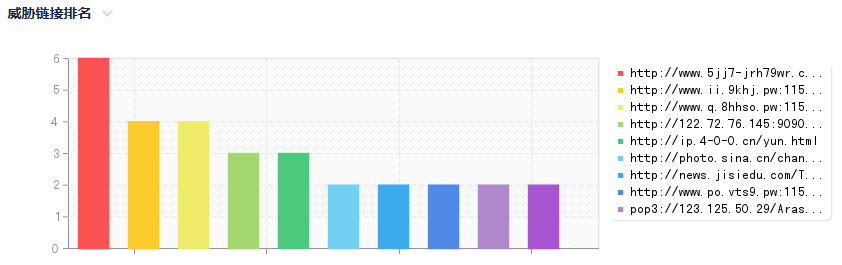 威胁链接排名
6
5
4
3
2
1
0
http://www.5jj7-jrh79wr.c...
http://www.ii.9khj.pw:115...
http://www.q.8hhso.pw:115...
http://122.72.76.145:9090...
http://ip.4-0-0.cn/yun.html
http://photo.sina.cn/chan...
http://news.jisiedu.com/T...
http://www.po.vts9.pw:115...
pop3://123.125.50.29/Aras...